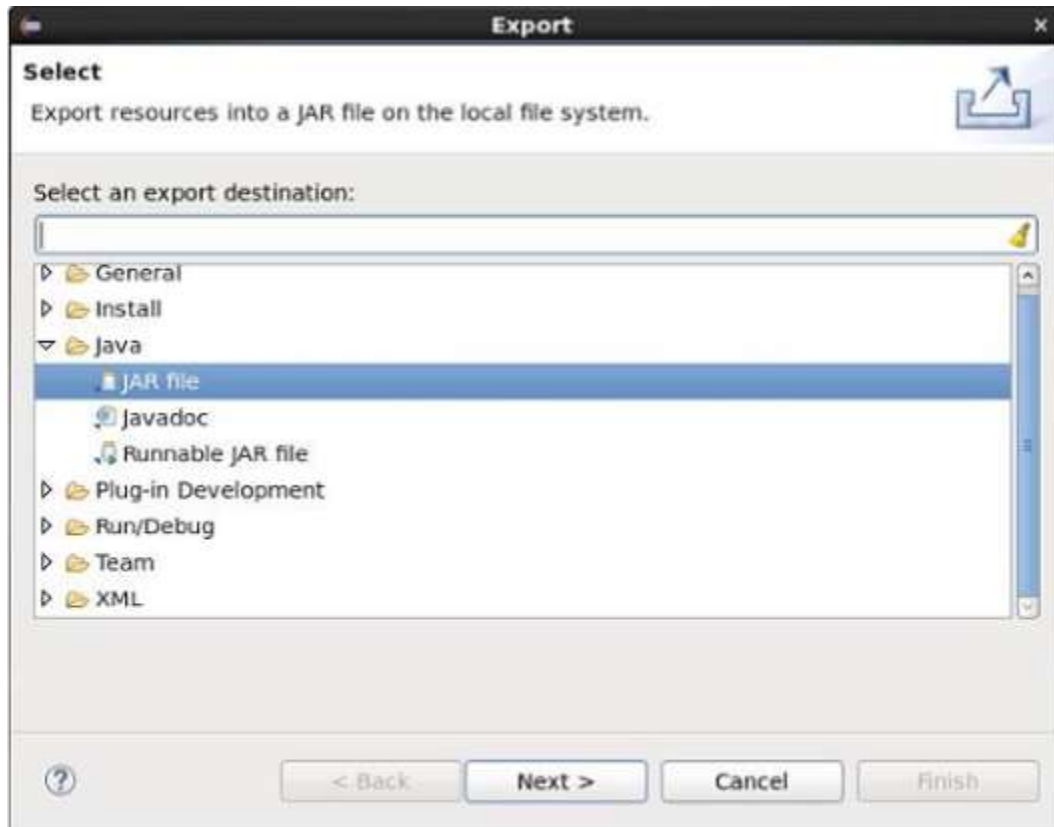 Export
Select
Export resources into a JAR file on the local file system.
Select an export destination:
General
Install
Java
JAR file
Javadoc
Runnable JAR file
Plug-in Development
Run/Debug
Team
XML
?
< Back
Next >
Cancel
Finish